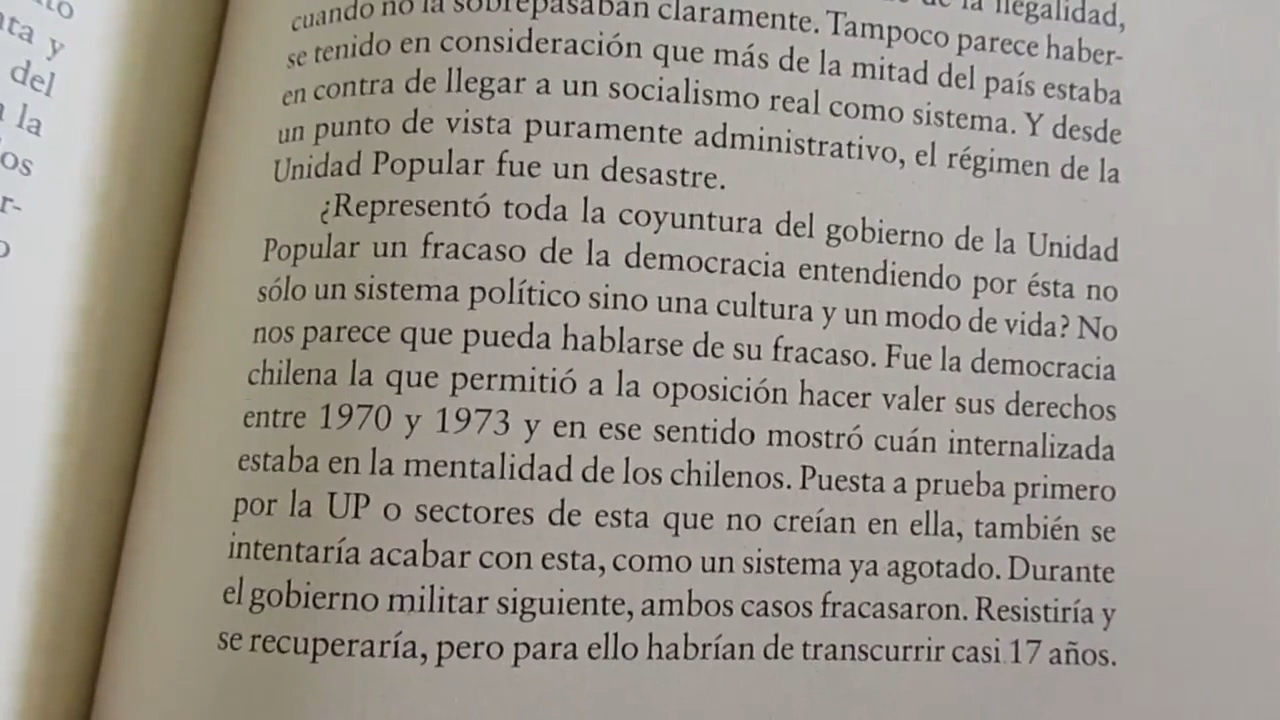 ta y
del
la
os
r-
o
de la ilegalidad,
cuando no la sobrepasaban claramente. Tampoco parece haber-
se tenido en consideración que más de la mitad del país estaba
en contra de llegar a un socialismo real como sistema. Y desde
un punto de vista puramente administrativo, el régimen de la
Unidad Popular fue un desastre.
¿Representó toda la coyuntura del gobierno de la Unidad
Popular un fracaso de la democracia entendiendo por ésta no
sólo un sistema político sino una cultura y un modo de vida? No
nos parece que pueda hablarse de su fracaso. Fue la democracia
chilena la que permitió a la oposición hacer valer sus derechos
entre 1970 y 1973 y en ese sentido mostró cuán internalizada
estaba en la mentalidad de los chilenos. Puesta a prueba primero
por la UP o sectores de esta que no creían en ella, también se
intentaría acabar con esta, como un sistema ya agotado. Durante
el gobierno militar siguiente, ambos casos fracasaron. Resistiría y
se recuperaría, pero para ello habrían de transcurrir casi 17 años.